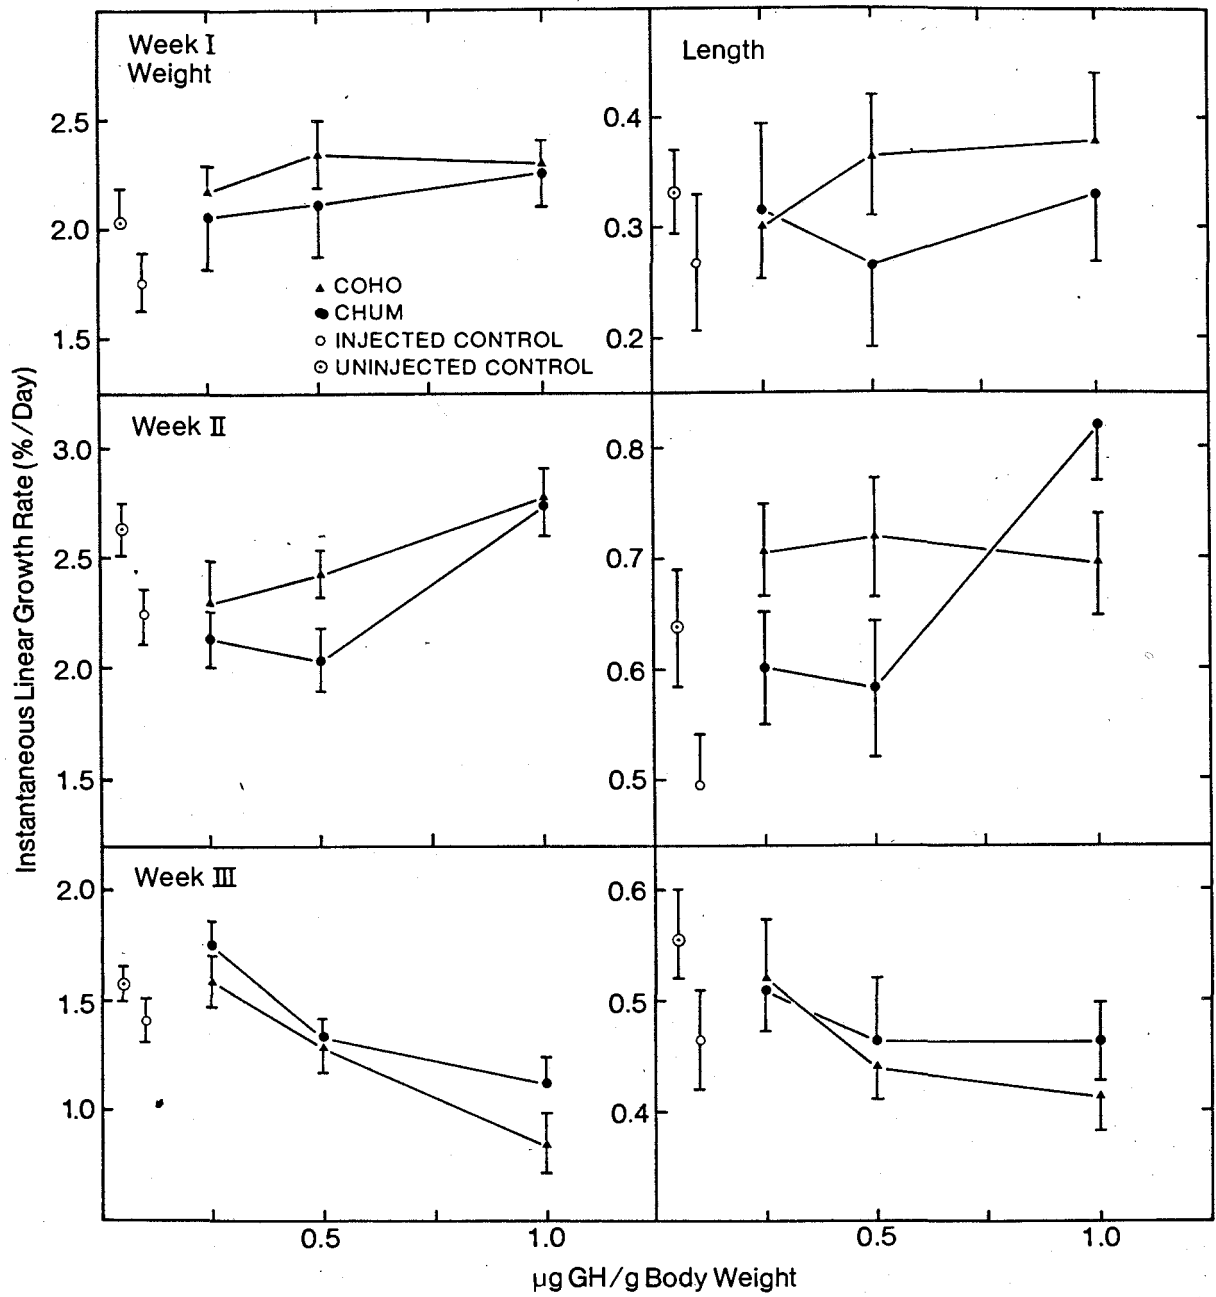 Week I
Weight
Length
2.5
2.0
1.5
0.4
0.3
0.2
COHO
CHUM
INJECTED CONTROL
UNINJECTED CONTROL
Week II
3.0
2.5
2.0
1.5
0.8
0.7
0.6
0.5
Week III
2.0
1.5
1.0
0.6
0.5
0.4
0.5
1.0
0.5
1.0
Instantaneous Linear Growth Rate (%/Day)
µg GH/g Body Weight